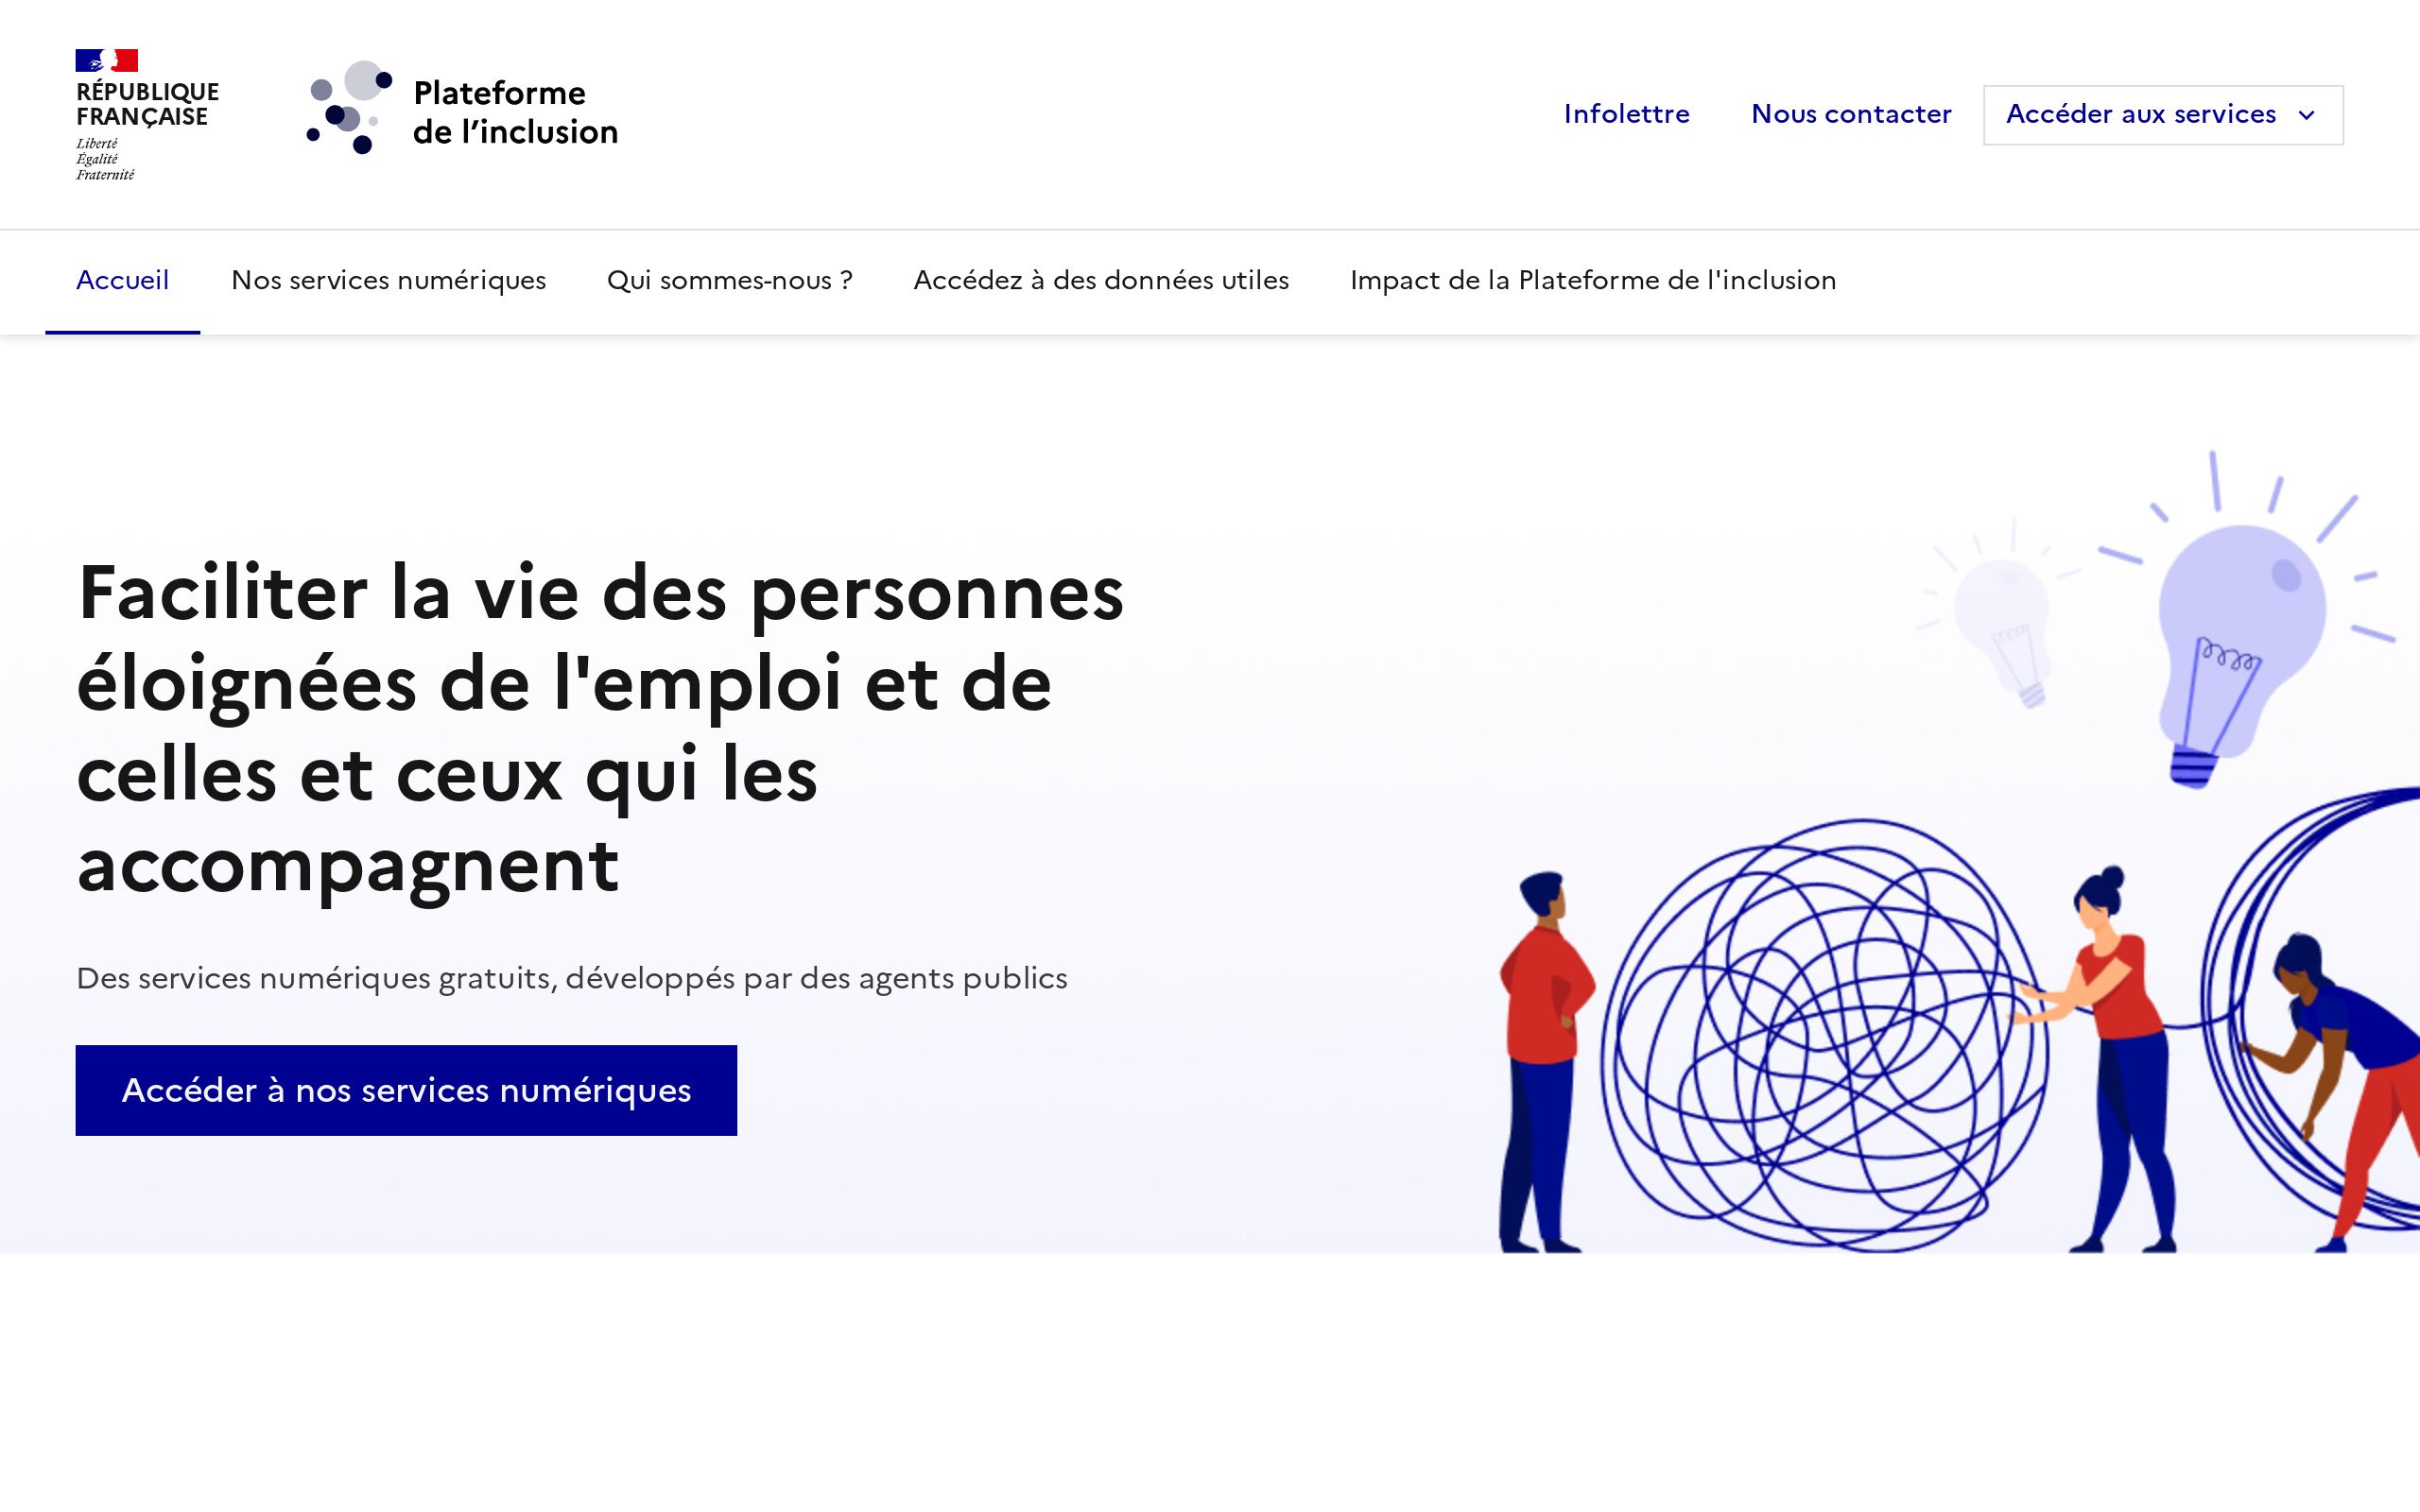 RÉPUBLIQUE
FRANÇAISE
Liberté
Égalité
Fraternité
Plateforme
de l’inclusion
Infolettre
Nous contacter
Accéder aux services
Accueil
Nos services numériques
Qui sommes-nous ?
Accédez à des données utiles
Impact de la Plateforme de l'inclusion
Faciliter la vie des personnes
éloignées de l'emploi et de
celles et ceux qui les
accompagnent
Des services numériques gratuits, développés par des agents publics
Accéder à nos services numériques